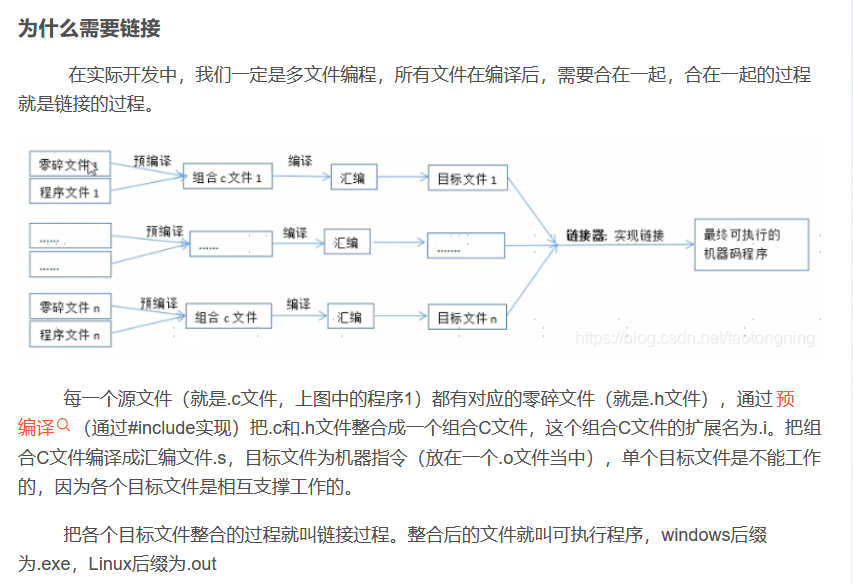 为什么需要链接
在实际开发中，我们一定是多文件编程，所有文件在编译后，需要合在一起，合在一起的过程
就是链接的过程。
零碎文件1 预编译 组合c文件1 编译 汇编 目标文件1
程序文件1
...... 预编译 ...... 编译 汇编 ....... 链接器: 实现链接 最终可执行的
机器码程序
......
零碎文件n 预编译 组合c文件 编译 汇编 目标文件n
程序文件n
https://blog.csdn.net/taotongning
每一个源文件（就是.c文件，上图中的程序1）都有对应的零碎文件（就是.h文件），通过预
编译（通过#include实现）把.c和.h文件整合成一个组合C文件，这个组合C文件的扩展名为.i。把组
合C文件编译成汇编文件.s，目标文件为机器指令（放在一个.o文件当中），单个目标文件是不能工作
的，因为各个目标文件是相互支撑工作的。
把各个目标文件整合的过程就叫链接过程。整合后的文件就叫可执行程序，windows后缀
为.exe，Linux后缀为.out